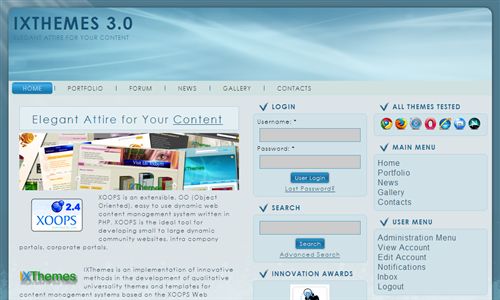 IXTHEMES 3.0
ELEGANT ATTIRE FOR YOUR CONTENT
HOME
PORTFOLIO
FORUM
NEWS
GALLERY
CONTACTS
Elegant Attire for Your Content
2.4
XOOPS
XOOPS is an extensible, OO (Object
Oriented), easy to use dynamic web
content management system written in
PHP. XOOPS is the ideal tool for
developing small to large dynamic
community websites, intra company
portals, corporate portals,
IXThemes
IXThemes is an implementation of innovative
methods in the development of qualitative
universality themes and templates for
content management systems based the XOOPS Web
LOGIN
Username: *
Password: *
User Login
Lost Password?
SEARCH
Search
Advanced Search
INNOVATION AWARDS
ALL THEMES TESTED
MAIN MENU
Home
Portfolio
News
Gallery
Contacts
USER MENU
Administration Menu
View Account
Edit Account
Notifications
Inbox
Logout